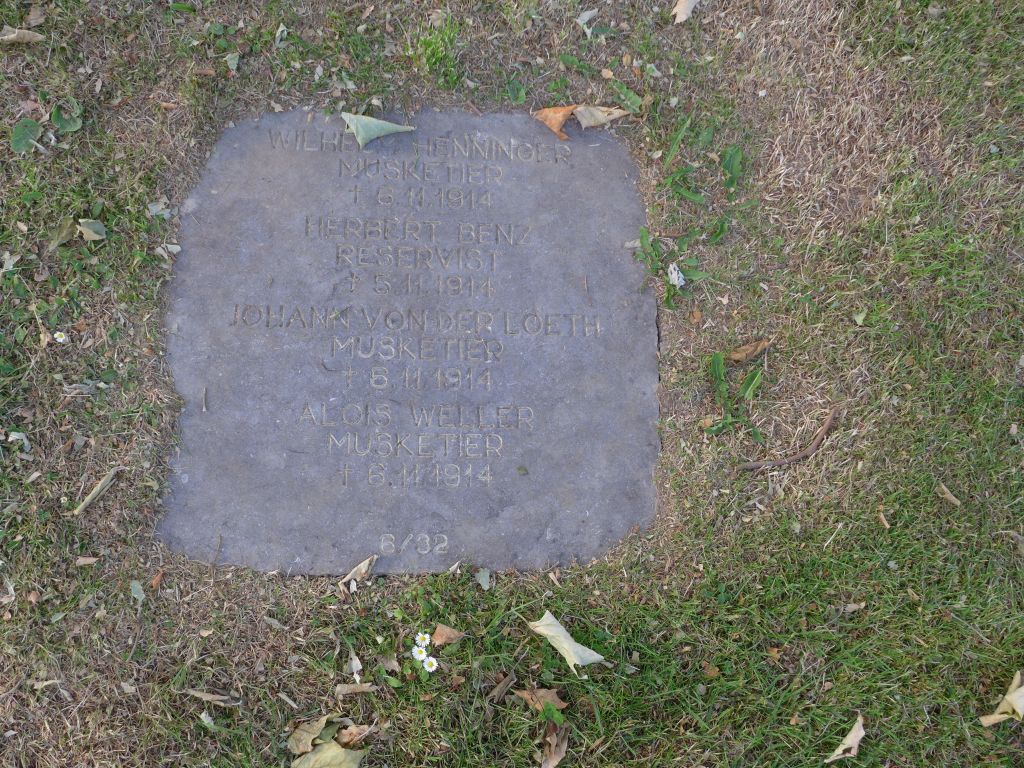 WILHELM HENNINGER
MUSKETIER
† 6.11.1914
HERBERT BENZ
RESERVIST
† 5.11.1914
JOHANN VON DER LOETH
MUSKETIER
† 6.11.1914
ALOIS WELLER
MUSKETIER
† 6.11.1914
6/32